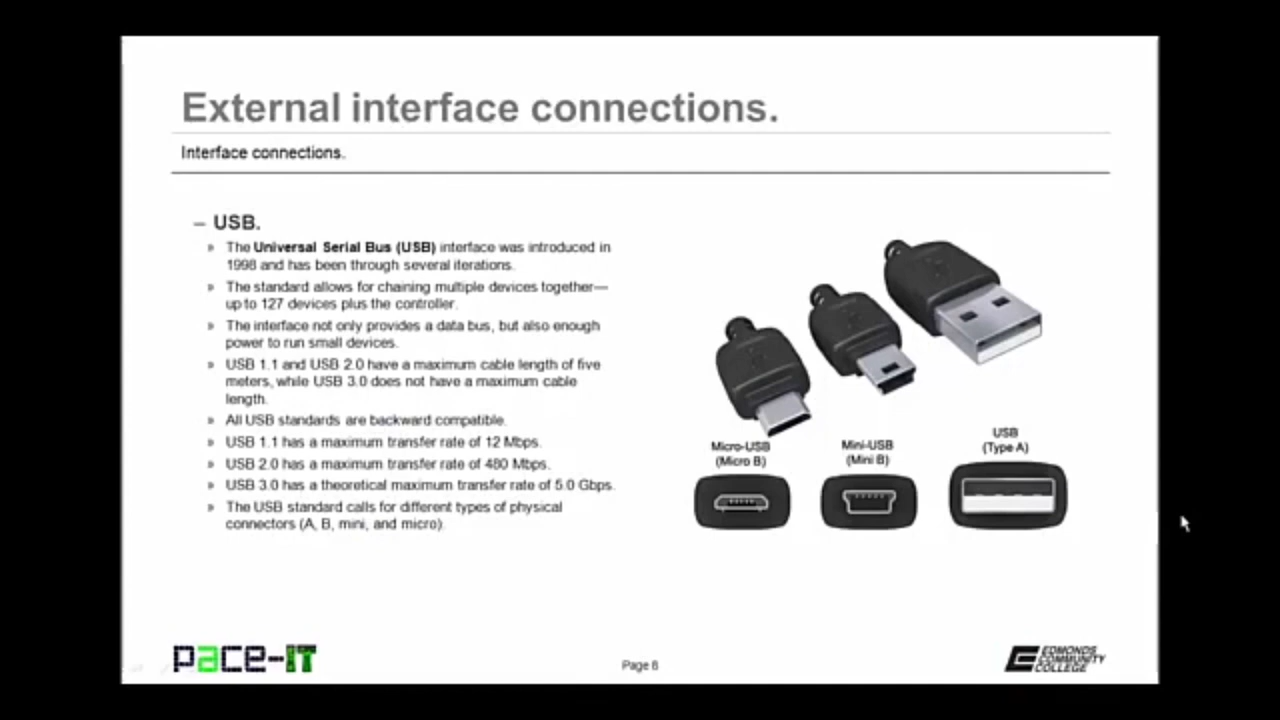 External interface connections.
Interface connections.
– USB.
» The Universal Serial Bus (USB) interface was introduced in
1998 and has been through several iterations.
» The standard allows for chaining multiple devices together—
up to 127 devices plus the controller.
» The interface not only provides a data bus, but also enough
power to run small devices.
» USB 1.1 and USB 2.0 have a maximum cable length of five
meters, while USB 3.0 does not have a maximum cable
length.
» All USB standards are backward compatible.
» USB 1.1 has a maximum transfer rate of 12 Mbps.
» USB 2.0 has a maximum transfer rate of 480 Mbps.
» USB 3.0 has a theoretical maximum transfer rate of 5.0 Gbps.
» The USB standard calls for different types of physical
connectors (A, B, mini, and micro).
Micro-USB
(Micro B)
Mini-USB
(Mini B)
USB
(Type A)
pace-IT
Page 8
EDMONDS
COMMUNITY
COLLEGE